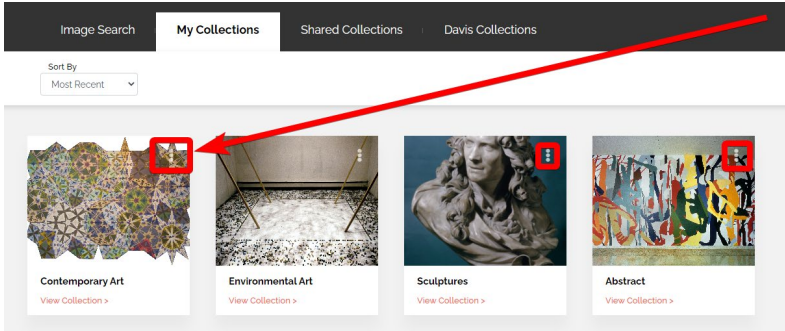 Image Search My Collections Shared Collections Davis Collections
Sort By
Most Recent
Contemporary Art Environmental Art Sculptures Abstract
View Collection > View Collection > View Collection > View Collection >